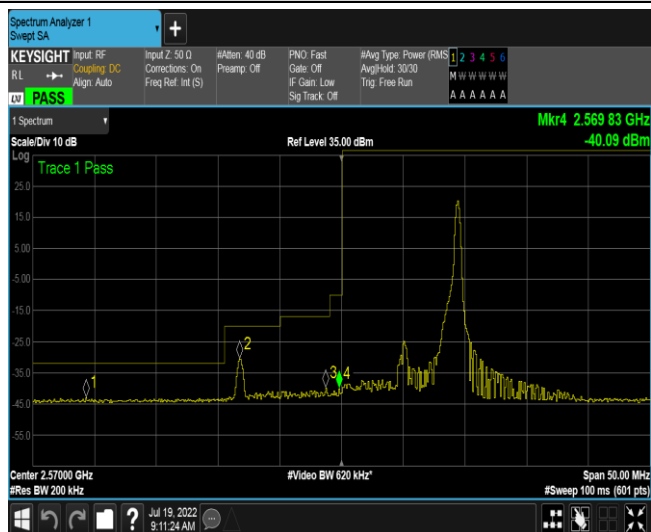 Spectrum Analyzer 1
Swept SA
+
KEYSIGHT Input: RF Input Z: 50 Ω #Atten: 40 dB PNO: Fast #Avg Type: Power (RMS 1 2 3 4 5 6
RL Coupling: DC Corrections: On Preamp: Off Gate: Off Avg|Hold: 30/30 M W W W W W
Align: Auto Freq Ref: Int (S) IF Gain: Low Trig: Free Run
Sig Track: Off A A A A A A
LXI PASS
1 Spectrum Mkr4 2.569 83 GHz
Scale/Div 10 dB Ref Level 35.00 dBm -40.09 dBm
Log
Trace 1 Pass
25.0
15.0
5.00
-5.00
-15.0
-25.0
2
-35.0
1 3 4
-45.0
-55.0
Center 2.57000 GHz #Video BW 620 kHz* Span 50.00 MHz
#Res BW 200 kHz #Sweep 100 ms (601 pts)
? Jul 19, 2022
9:11:24 AM